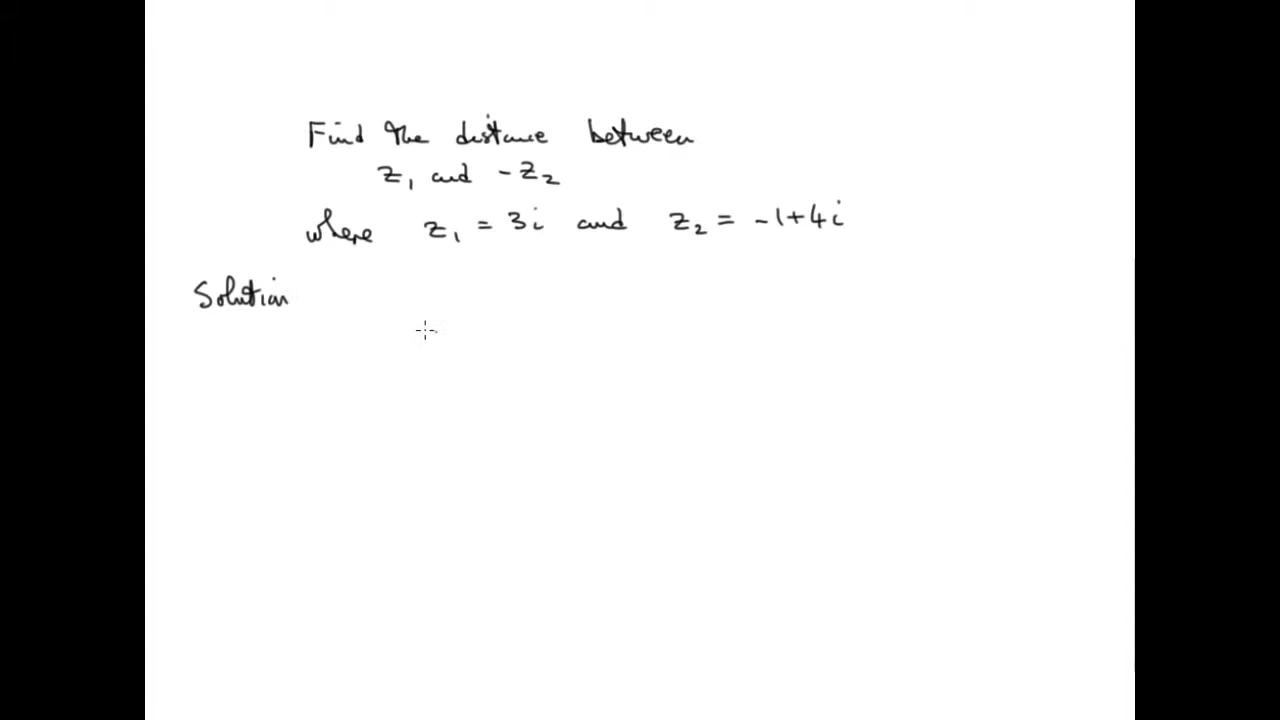 Find the distance between
z₁ and -z₂
where z₁ = 3i and z₂ = -1+4i
Solution